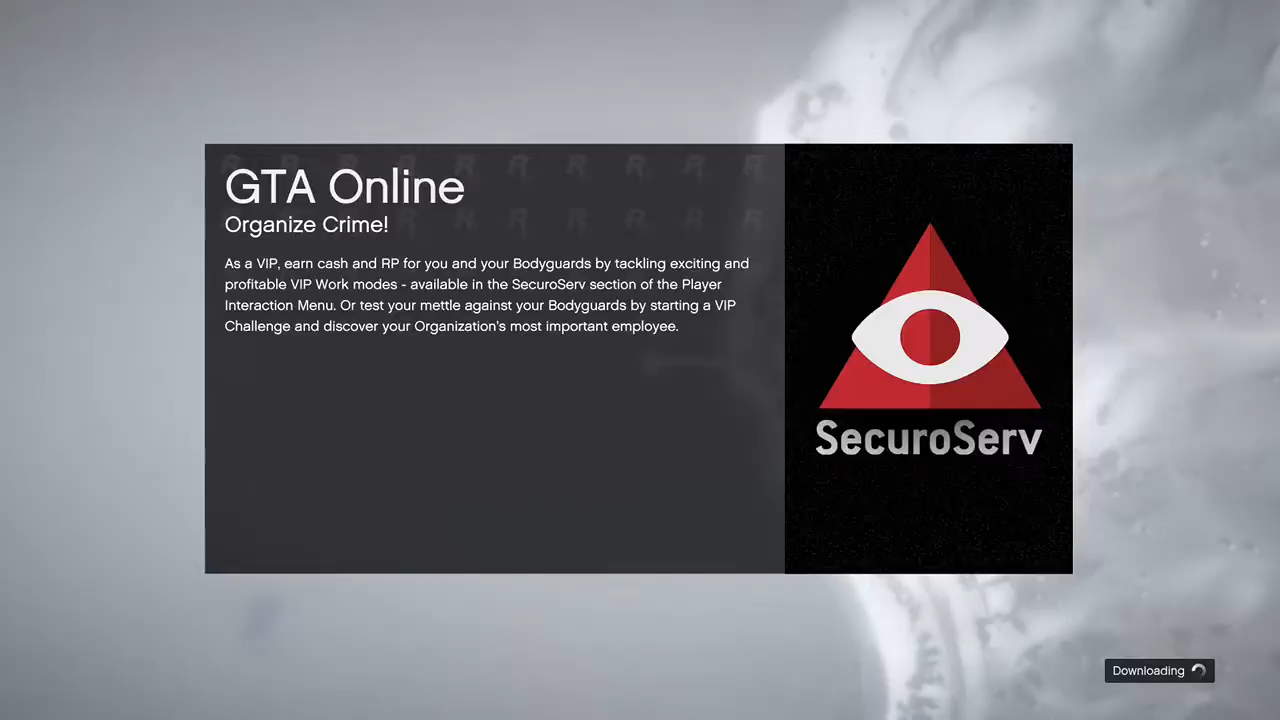 GTA Online
Organize Crime!
As a VIP, earn cash and RP for you and your Bodyguards by tackling exciting and
profitable VIP Work modes - available in the SecuroServ section of the Player
Interaction Menu. Or test your mettle against your Bodyguards by starting a VIP
Challenge and discover your Organization's most important employee.
SecuroServ
Downloading